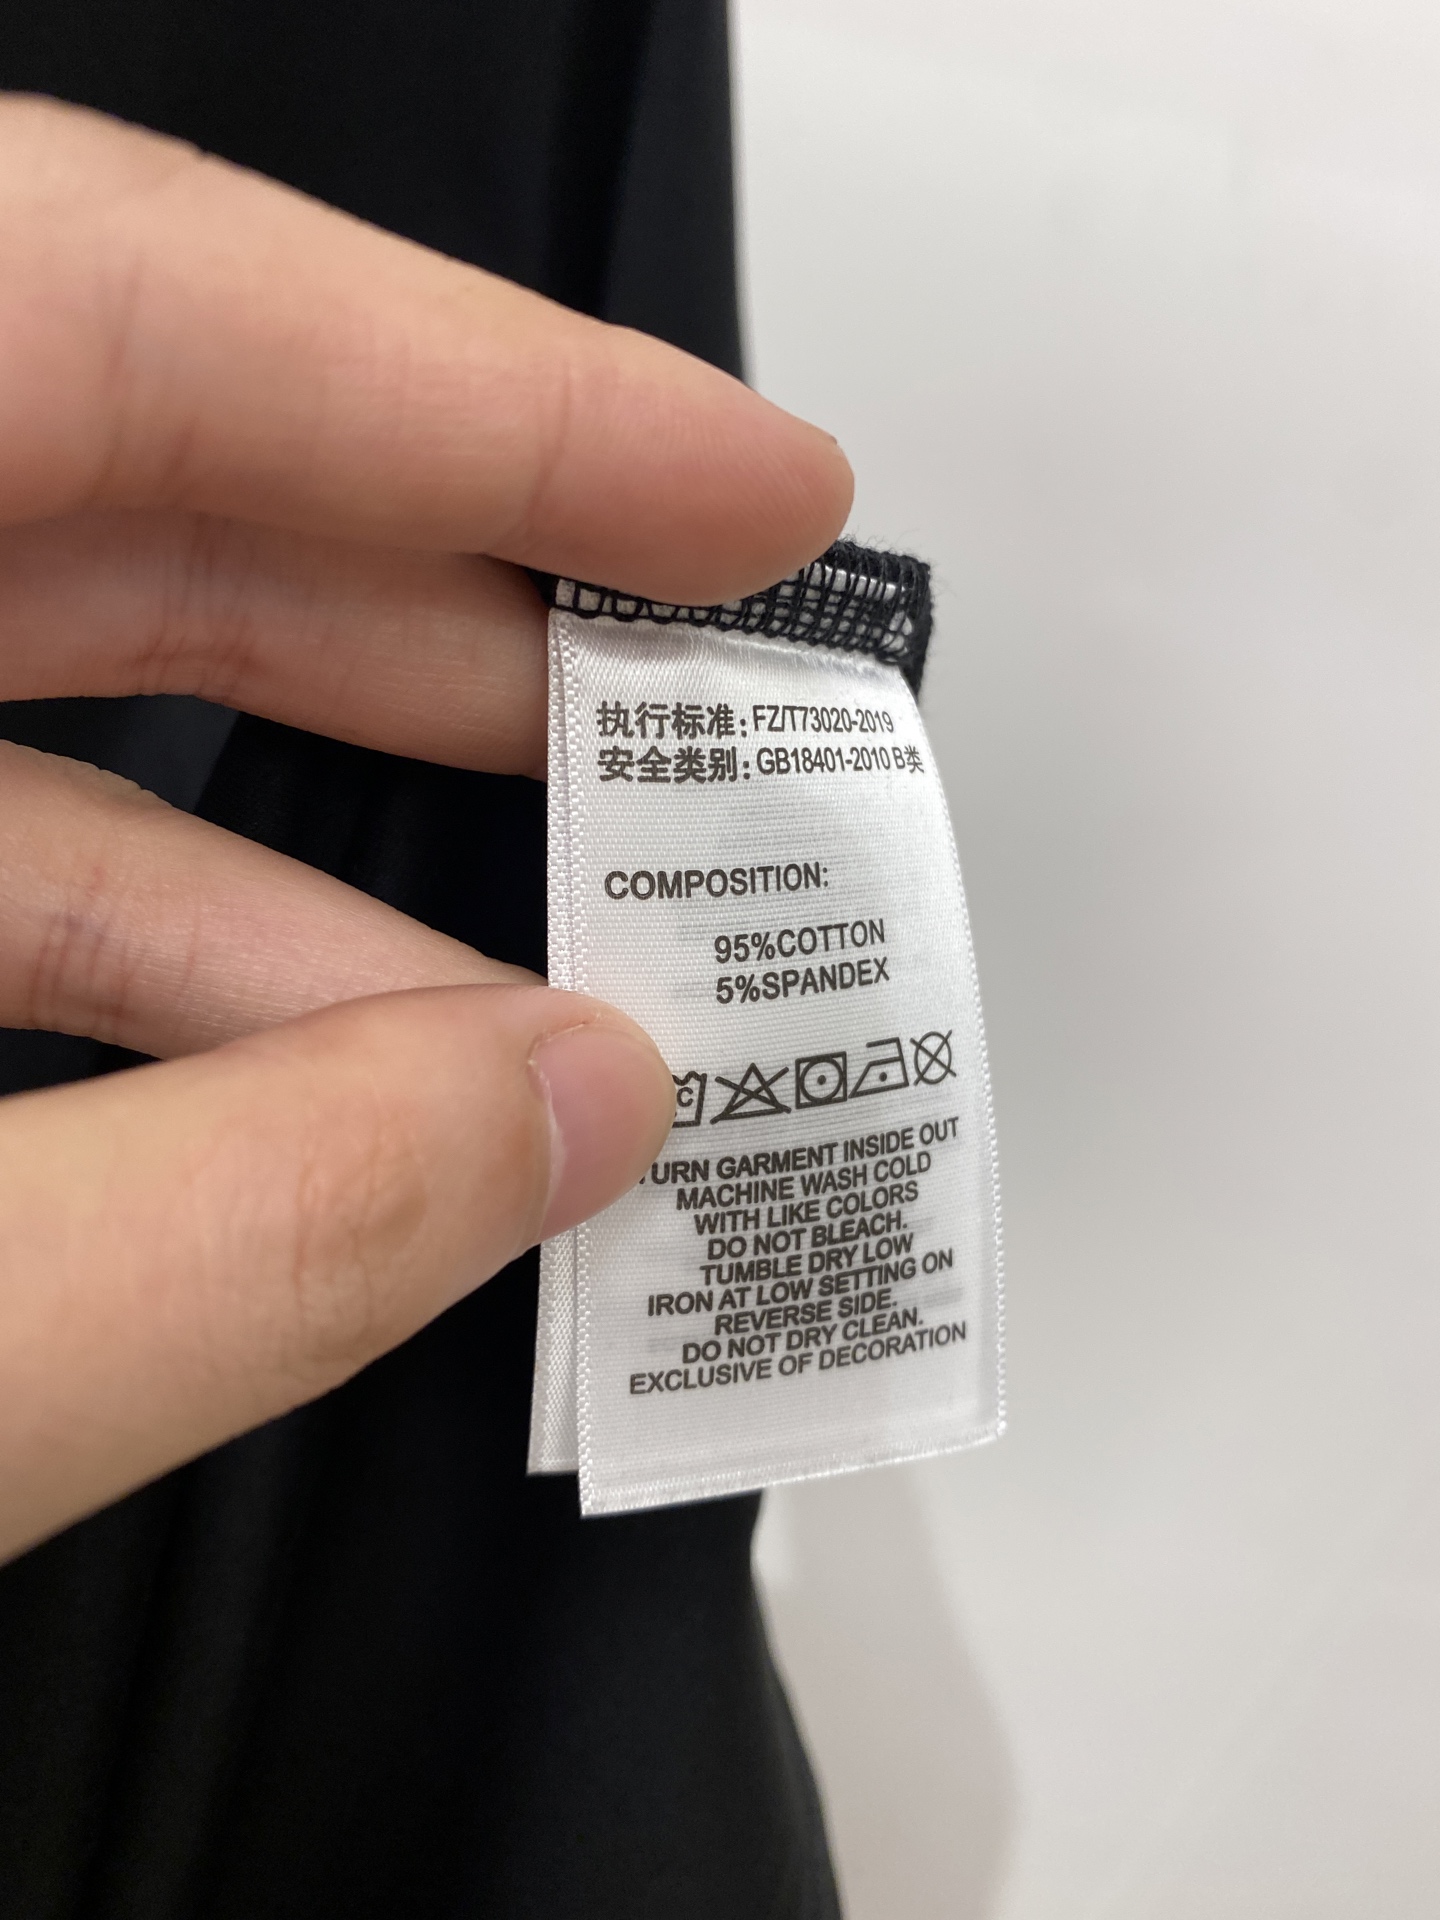 执行标准: FZ/T73020-2019
安全类别: GB18401-2010 B类
COMPOSITION:
95%COTTON
5%SPANDEX
TURN GARMENT INSIDE OUT
MACHINE WASH COLD
WITH LIKE COLORS
DO NOT BLEACH.
TUMBLE DRY LOW
IRON AT LOW SETTING ON
REVERSE SIDE.
DO NOT DRY CLEAN.
EXCLUSIVE OF DECORATION